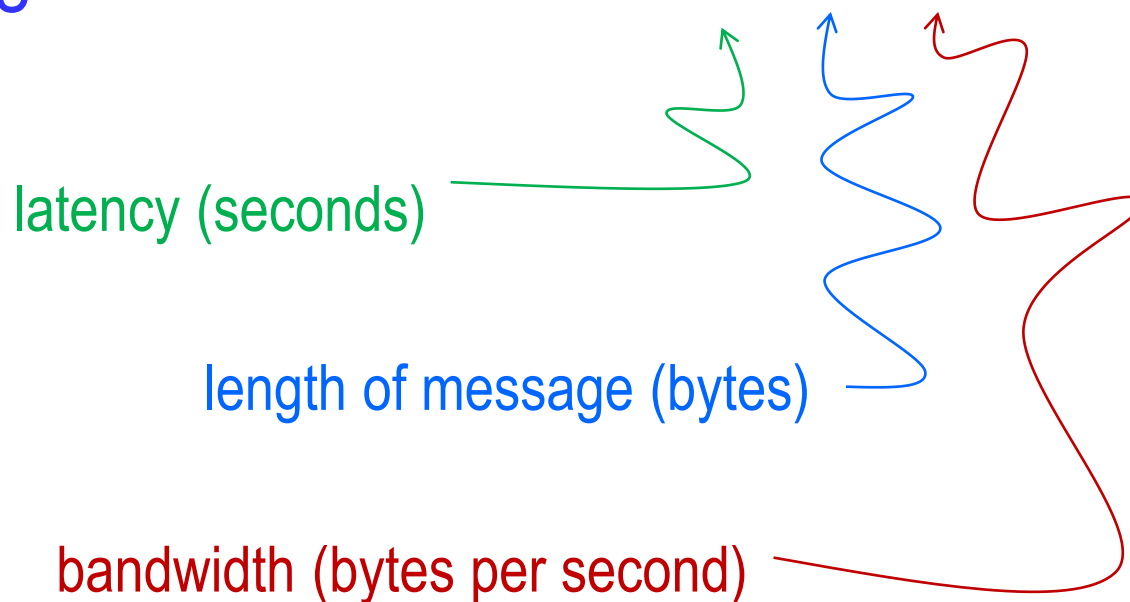 latency (seconds)
length of message (bytes)
bandwidth (bytes per second)